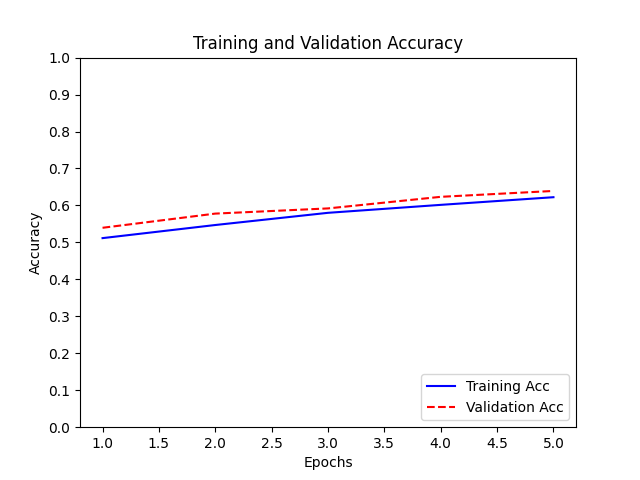 Training and Validation Accuracy
Accuracy
1.0
0.9
0.8
0.7
0.6
0.5
0.4
0.3
0.2
0.1
0.0
Training Acc
Validation Acc
1.0 1.5 2.0 2.5 3.0 3.5 4.0 4.5 5.0
Epochs